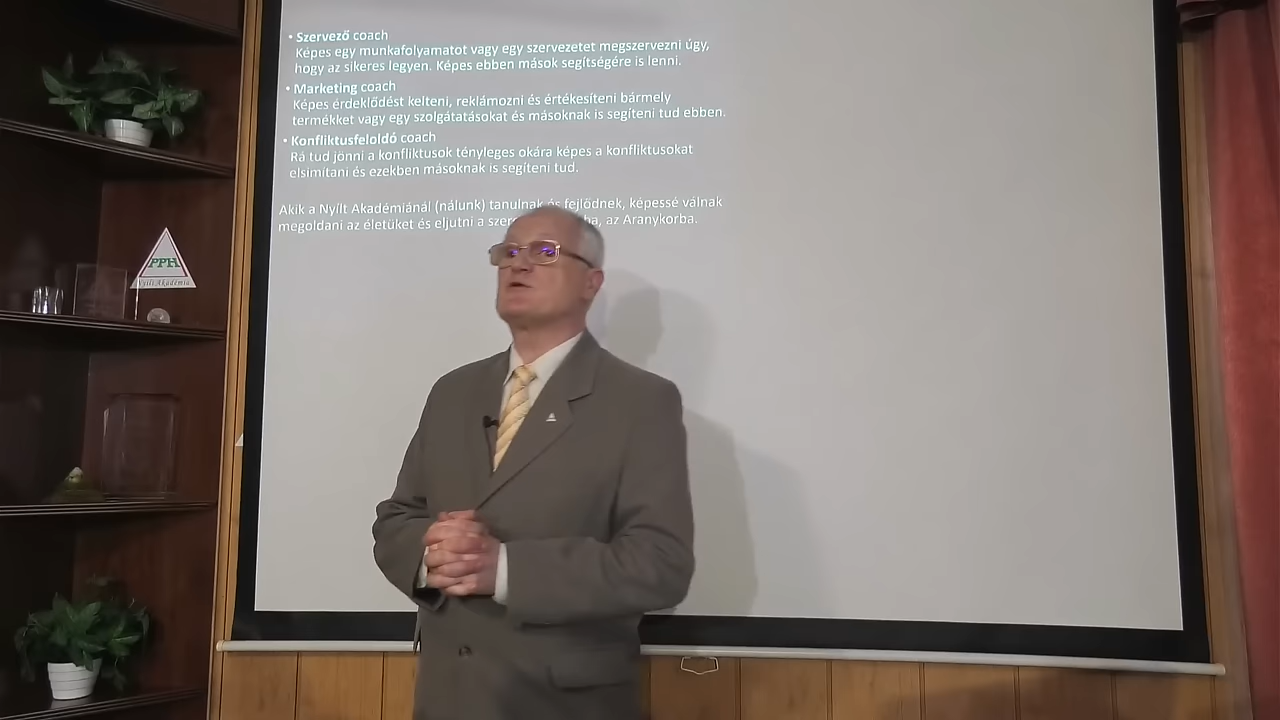 • Szervező coach
Képes egy munkafolyamatot vagy egy szervezetet megszervezni úgy,
hogy az sikeres legyen. Képes ebben mások segítségére is lenni.
• Marketing coach
Képes érdeklődést kelteni, reklámozni és értékesíteni bármely
termékket vagy egy szolgátatásokat és másoknak is segíteni tud ebben.
• Konfliktusfeloldó coach
Rá tud jönni a konfliktusok tényleges okára képes a konfliktusokat
elsimítani és ezekben másoknak is segíteni tud.
Akik a Nyílt Akadémiánál (nálunk) tanulnak és fejlődnek, képessé válnak
megoldani az életüket és eljutni a az Aranykorba.
PPH
Nyílt Akadémia